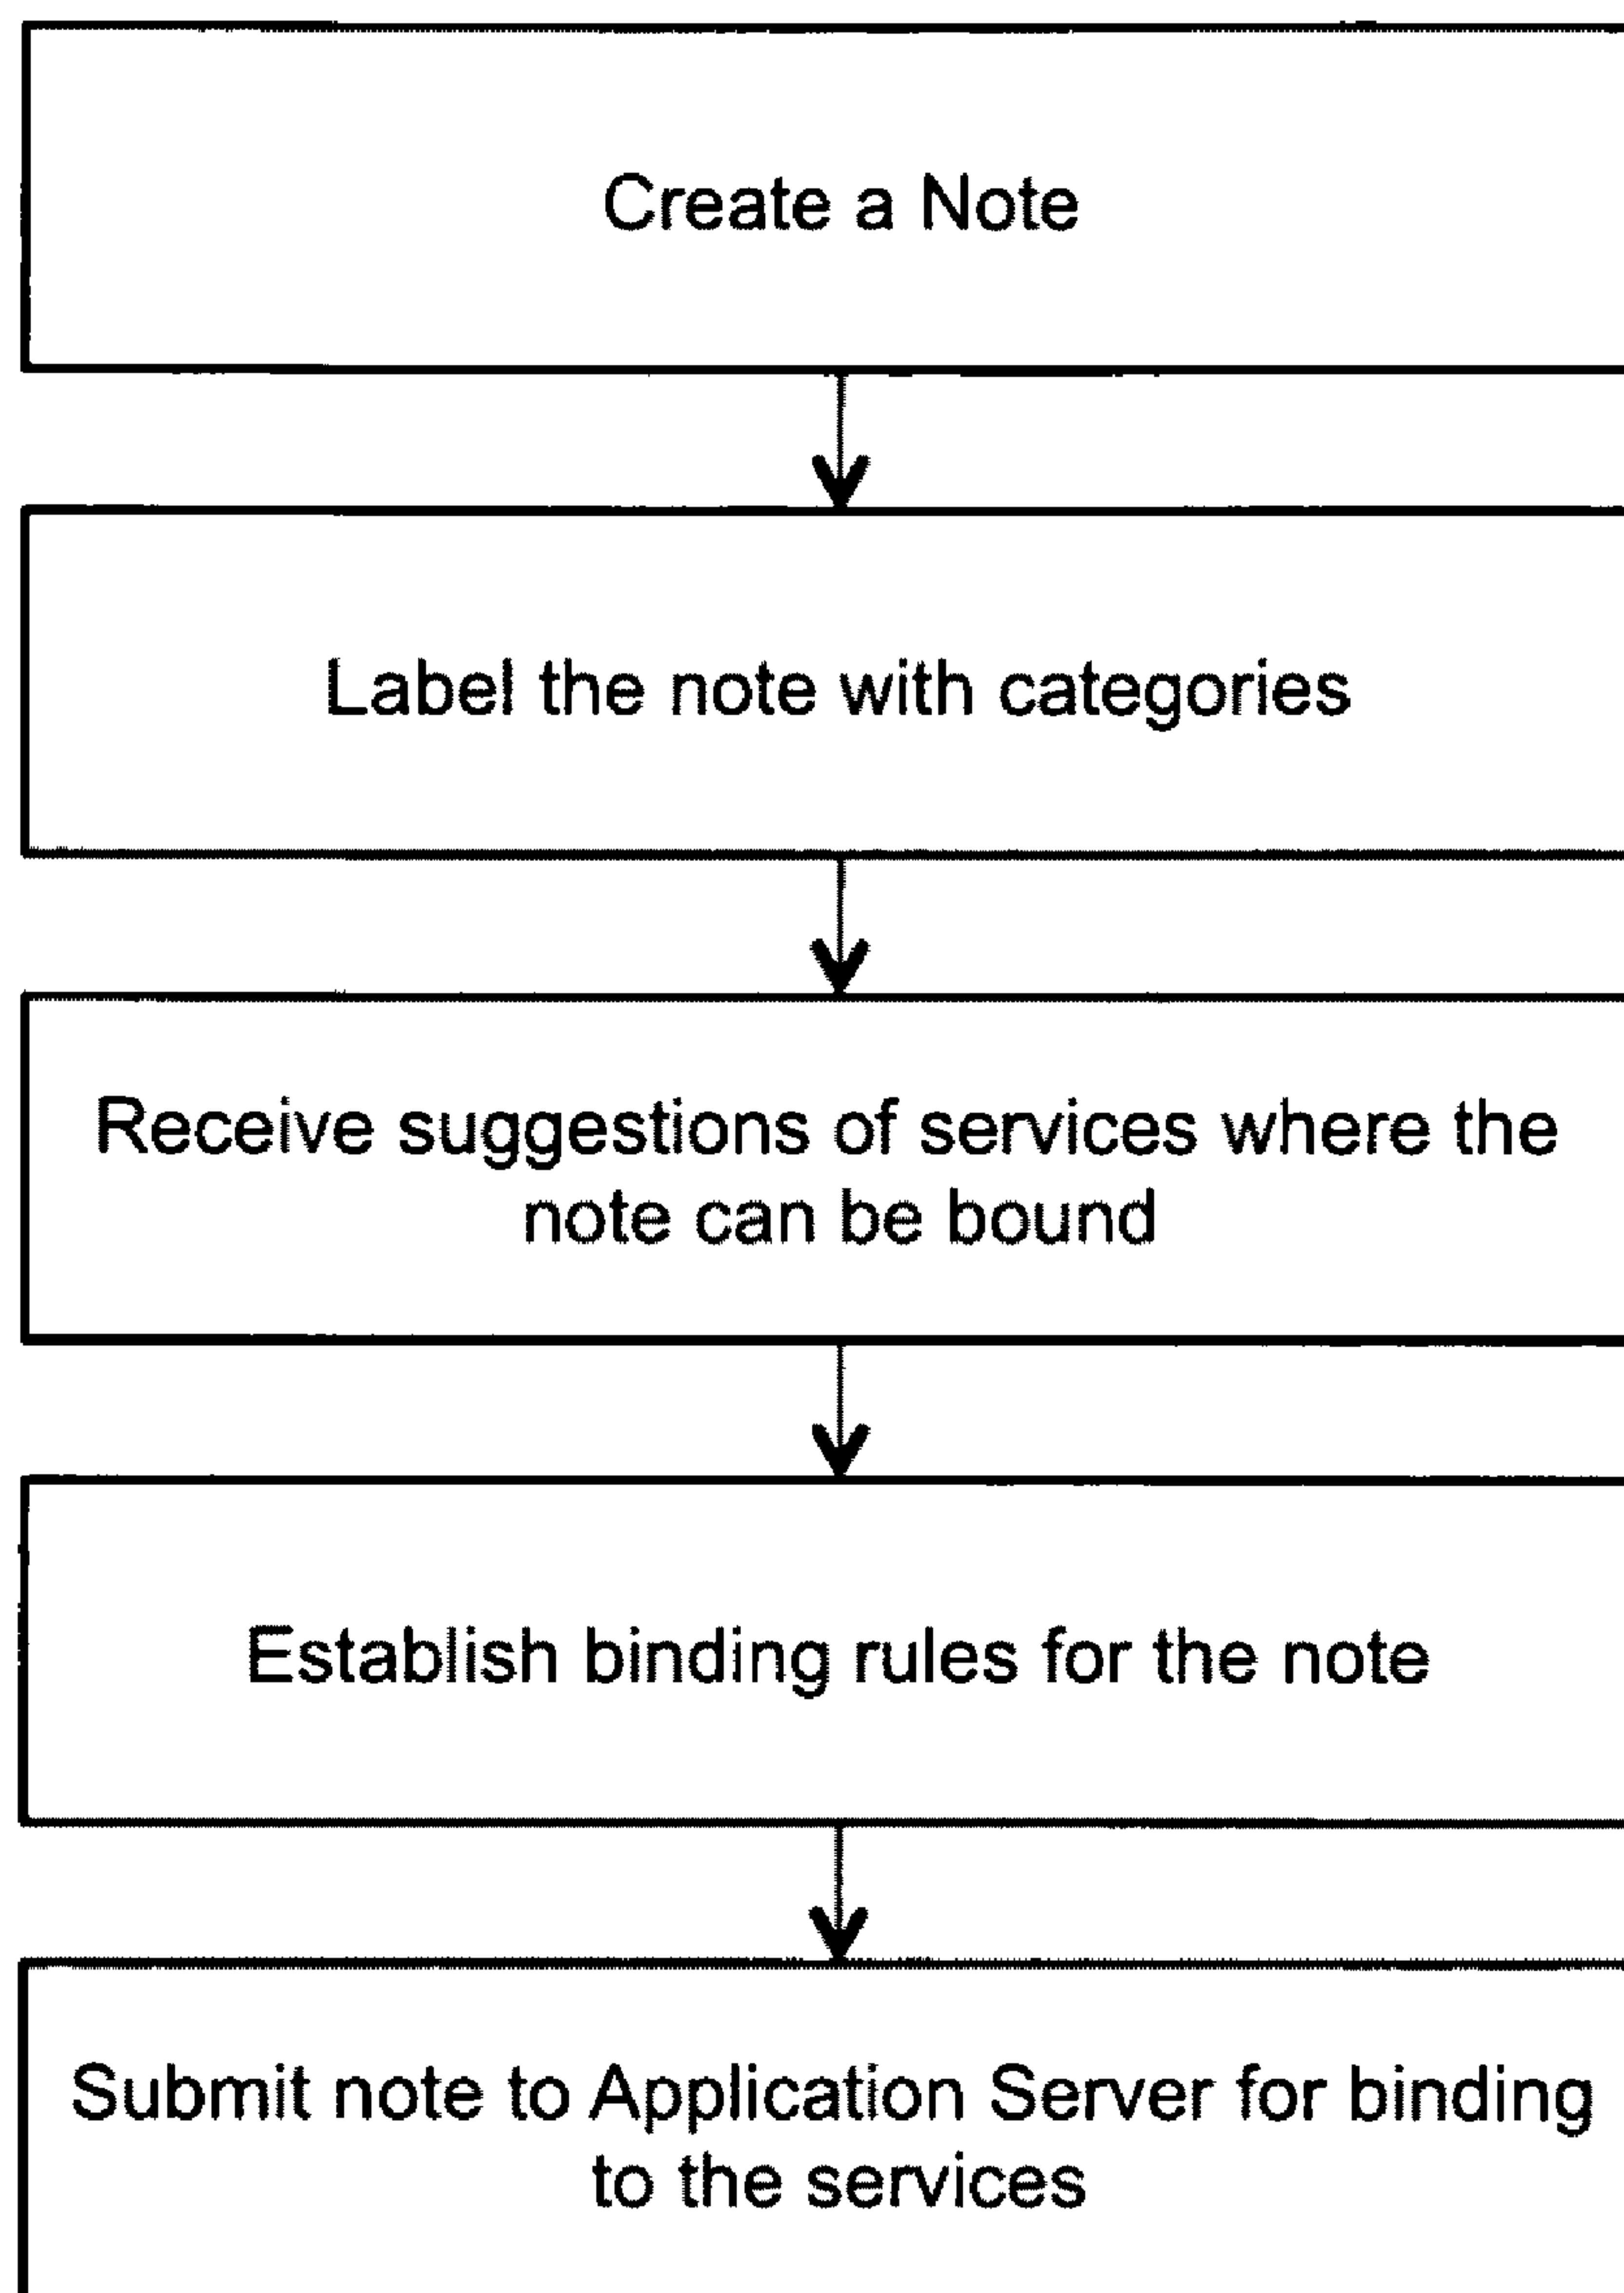 Create a Note
Label the note with categories
Receive suggestions of services where the
note can be bound
Establish binding rules for the note
Submit note to Application Server for binding
to the services